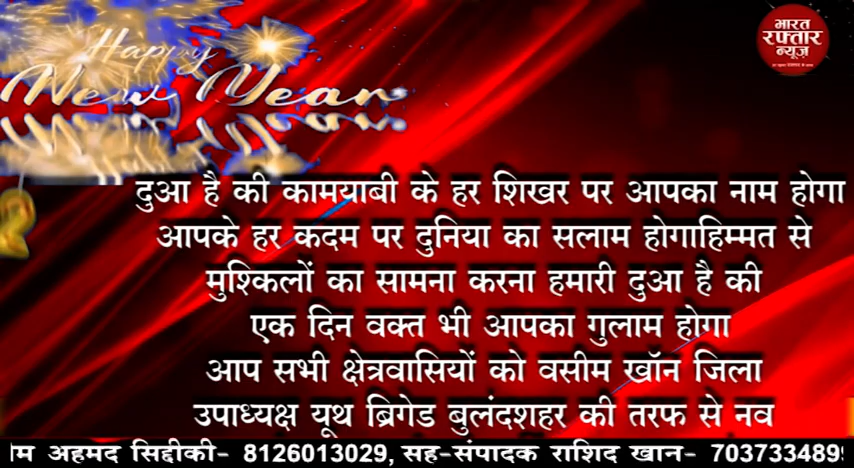 Happy
New Year
भारत
रफ्तार
न्यूज़
दुआ है की कामयाबी के हर शिखर पर आपका नाम होगा
आपके हर कदम पर दुनिया का सलाम होगाहिम्मत से
मुश्किलों का सामना करना हमारी दुआ है की
एक दिन वक्त भी आपका गुलाम होगा
आप सभी क्षेत्रवासियों को वसीम खॉन जिला
उपाध्यक्ष यूथ ब्रिगेड बुलंदशहर की तरफ से नव
अहमद सिद्दीकी- 8126013029, सह-संपादक राशिद खान-